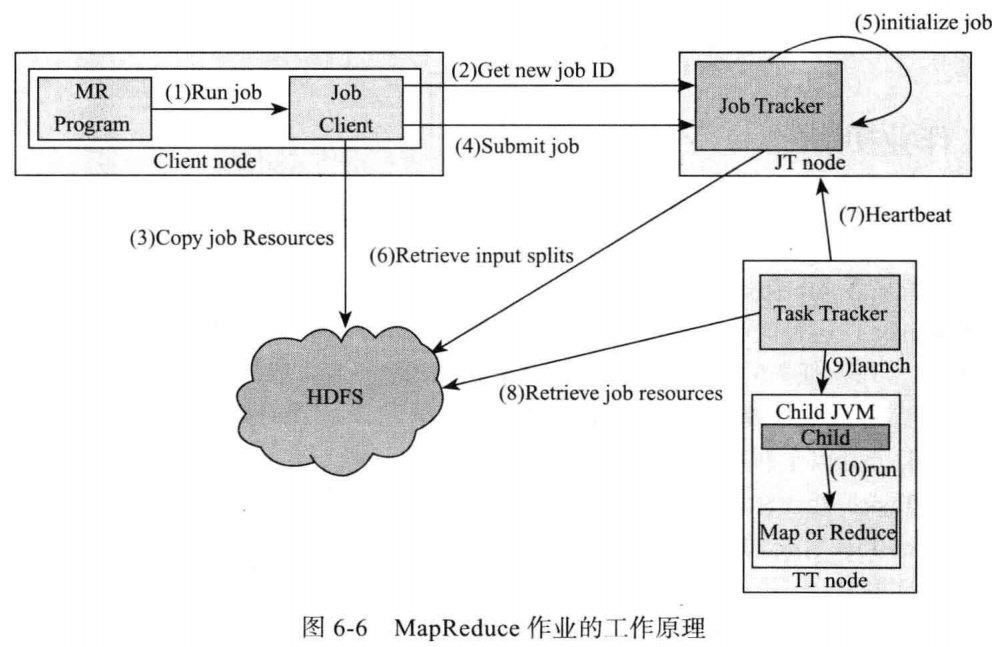 (5)initialize job
MR
Program
(1)Run job
Job
Client
Client node
(2)Get new job ID
(4)Submit job
Job Tracker
JT node
(3)Copy job Resources
(6)Retrieve input splits
(7)Heartbeat
HDFS
(8)Retrieve job resources
Task Tracker
(9)launch
Child JVM
Child
(10)run
Map or Reduce
TT node
图 6-6 MapReduce 作业的工作原理